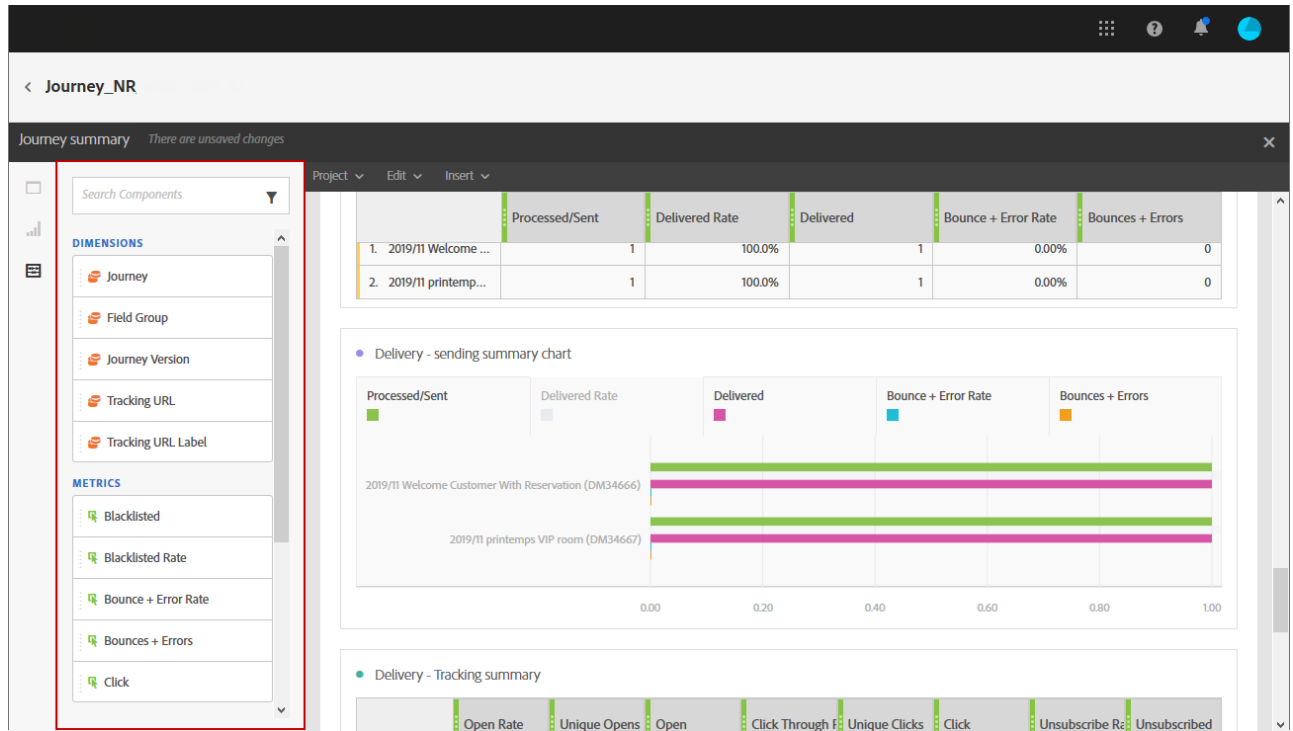 Journey_NR
Journey summary There are unsaved changes
Project Edit Insert
Search Components
DIMENSIONS
Journey
Field Group
Journey Version
Tracking URL
Tracking URL Label
METRICS
Blacklisted
Blacklisted Rate
Bounce + Error Rate
Bounces + Errors
Click
Processed/Sent Delivered Rate Delivered Bounce + Error Rate Bounces + Errors
1. 2019/11 Welcome ... 1 100.0% 1 0.00% 0
2. 2019/11 printemp... 1 100.0% 1 0.00% 0
Delivery - sending summary chart
Processed/Sent Delivered Rate Delivered Bounce + Error Rate Bounces + Errors
2019/11 Welcome Customer With Reservation (DM34666)
2019/11 printemps VIP room (DM34667)
0.00 0.20 0.40 0.60 0.80 1.00
Delivery - Tracking summary
Open Rate Unique Opens Open Click Through Unique Clicks Click Unsubscribe Unsubscribed